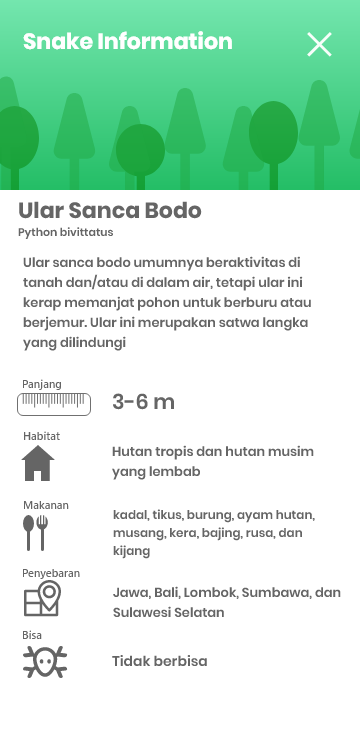 Snake Information
Ular Sanca Bodo
Python bivittatus
Ular sanca bodo umumnya beraktivitas di
tanah dan/atau di dalam air, tetapi ular ini
kerap memanjat pohon untuk berburu atau
berjemur. Ular ini merupakan satwa langka
yang dilindungi
Panjang
3-6 m
Habitat
Hutan tropis dan hutan musim
yang lembab
Makanan
kadal, tikus, burung, ayam hutan,
musang, kera, bajing, rusa, dan
kijang
Penyebaran
Jawa, Bali, Lombok, Sumbawa, dan
Sulawesi Selatan
Bisa
Tidak berbisa